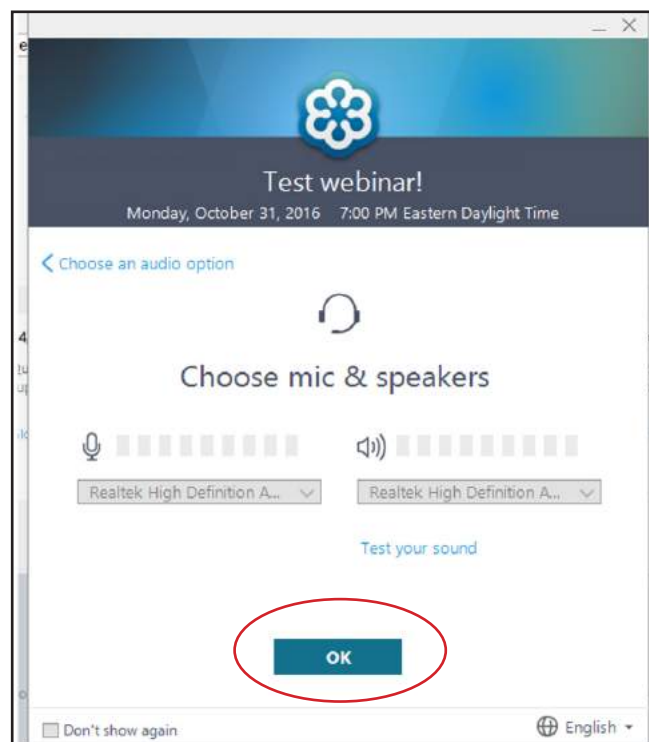 Test webinar!
Monday, October 31, 2016 7:00 PM Eastern Daylight Time
Choose an audio option
Choose mic & speakers
Realtek High Definition A... Realtek High Definition A...
Test your sound
OK
Don't show again English